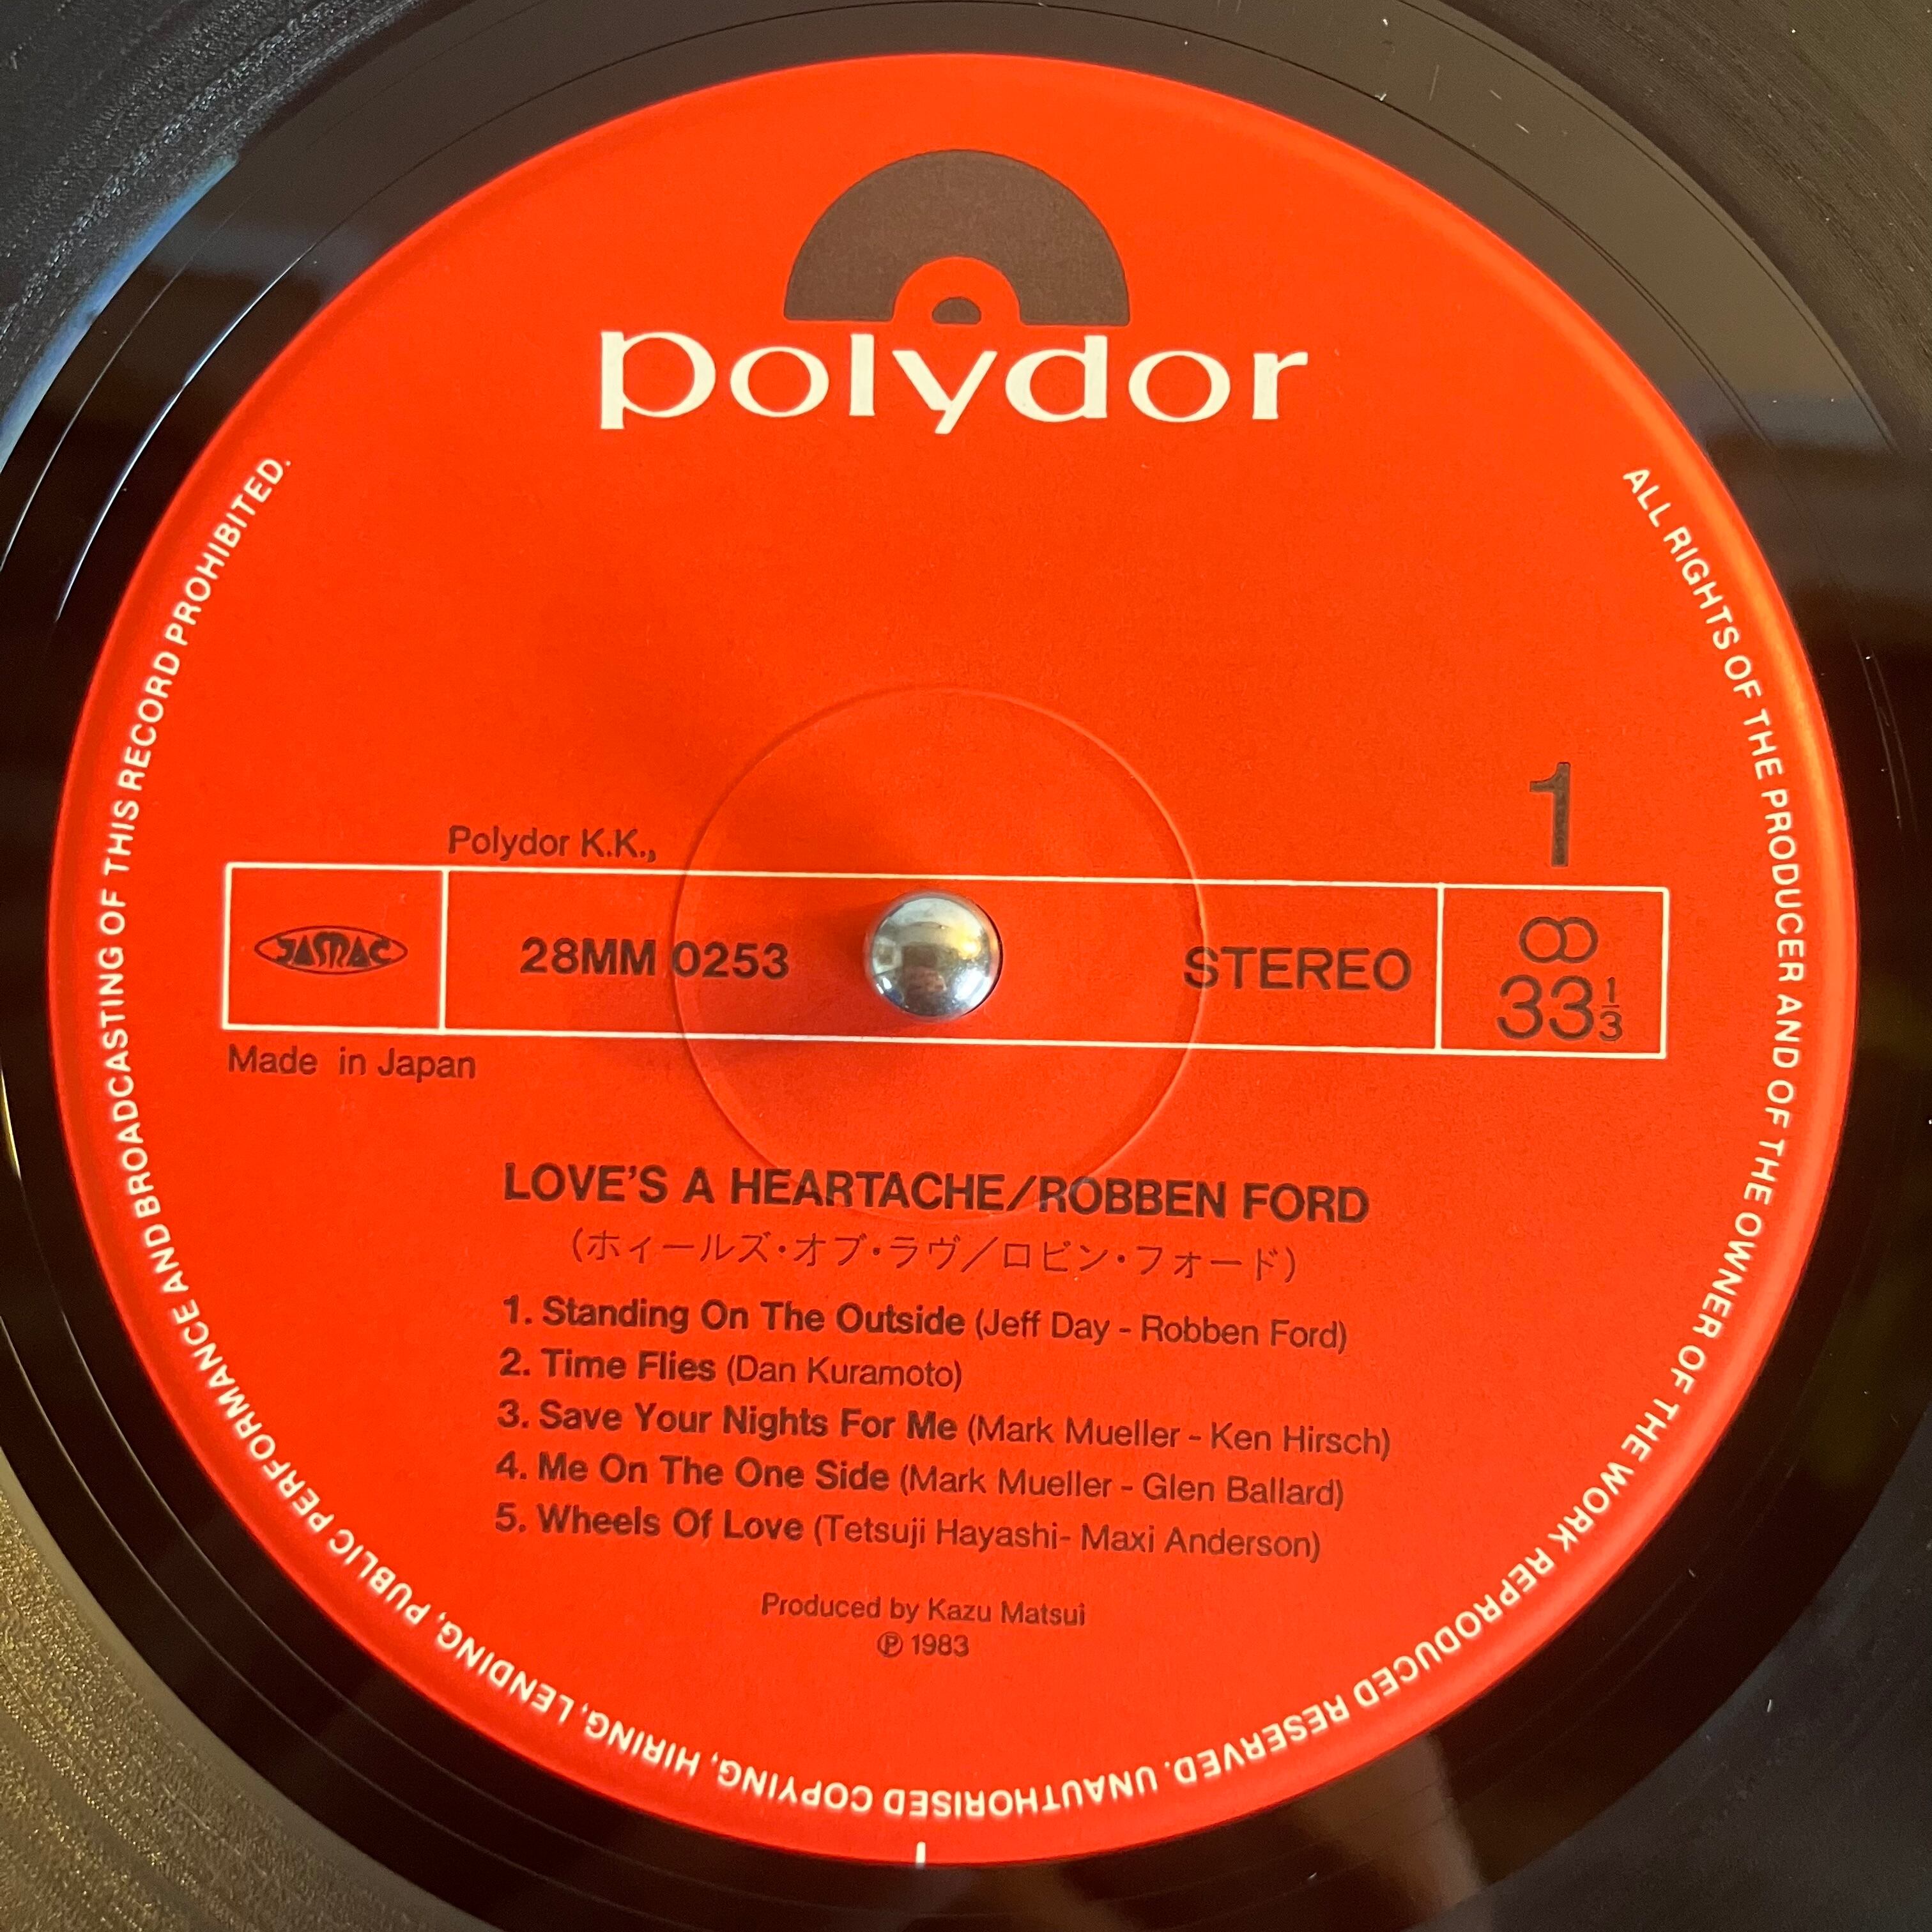 polydor
1
Polydor K.K.,
JASRAC
28MM 0253
STEREO
33 1/3
Made in Japan
LOVE'S A HEARTACHE/ROBBEN FORD
(ホィールズ・オブ・ラヴ/ロビン・フォード)
1. Standing On The Outside (Jeff Day - Robben Ford)
2. Time Flies (Dan Kuramoto)
3. Save Your Nights For Me (Mark Mueller - Ken Hirsch)
4. Me On The One Side (Mark Mueller - Glen Ballard)
5. Wheels Of Love (Tetsuji Hayashi- Maxi Anderson)
Produced by Kazu Matsui
℗ 1983
ALL RIGHTS OF THE PRODUCER AND OF THE OWNER OF THE WORK REPRODUCED RESERVED. UNAUTHORISED COPYING, HIRING, LENDING, PUBLIC PERFORMANCE AND BROADCASTING OF THIS RECORD PROHIBITED.